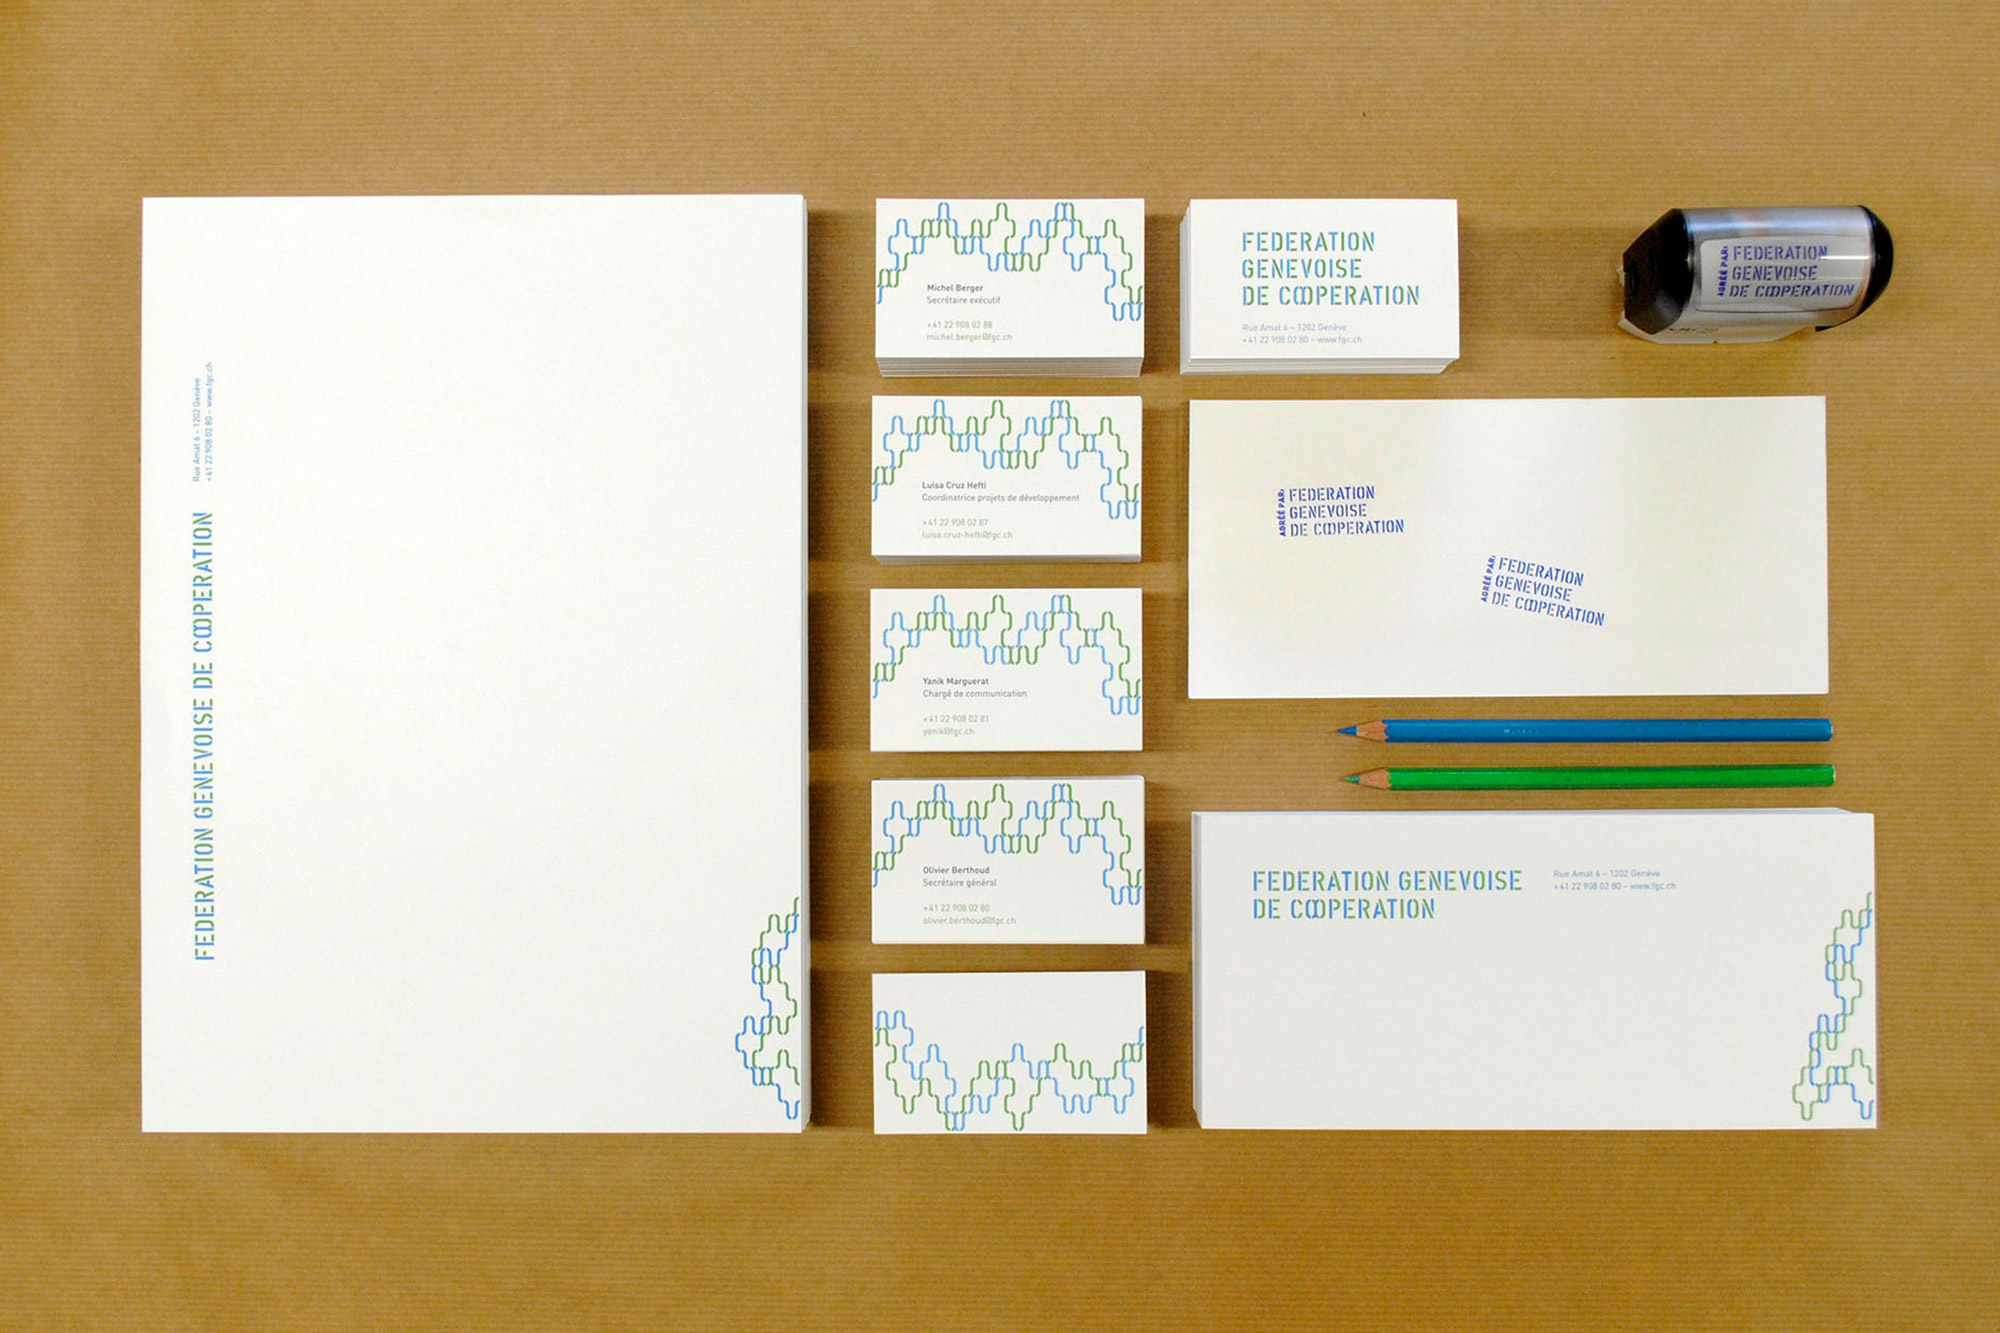 FEDERATION GENEVOISE DE COOPERATION
Rue Amat 6 – 1202 Genève
+41 22 908 02 80 – www.fgc.ch
Michel Berger
Secrétaire exécutif
+41 22 908 02 88
michel.berger@fgc.ch
Luisa Cruz Hefti
Coordinatrice projets de développement
+41 22 908 02 87
luisa.cruz-hefti@fgc.ch
Yanik Marguerat
Chargé de communication
+41 22 908 02 81
yanik@fgc.ch
Olivier Berthoud
Secrétaire général
+41 22 908 02 80
olivier.berthoud@fgc.ch
FEDERATION
GENEVOISE
DE COOPERATION
Rue Amat 6 – 1202 Genève
+41 22 908 02 80 – www.fgc.ch
AGRÉÉ PAR:
FEDERATION
GENEVOISE
DE COOPERATION
AGRÉÉ PAR:
FEDERATION
GENEVOISE
DE COOPERATION
AGRÉÉ PAR:
FEDERATION
GENEVOISE
DE COOPERATION
FEDERATION GENEVOISE
DE COOPERATION
Rue Amat 6 – 1202 Genève
+41 22 908 02 80 – www.fgc.ch